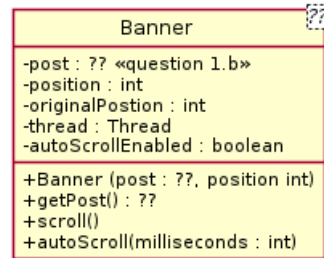 ??
Banner
-post : ?? «question 1.b»
-position : int
-originalPostion : int
-thread : Thread
-autoScrollEnabled : boolean
+Banner (post : ??, position int)
+getPost() : ??
+scroll()
+autoScroll(milliseconds : int)